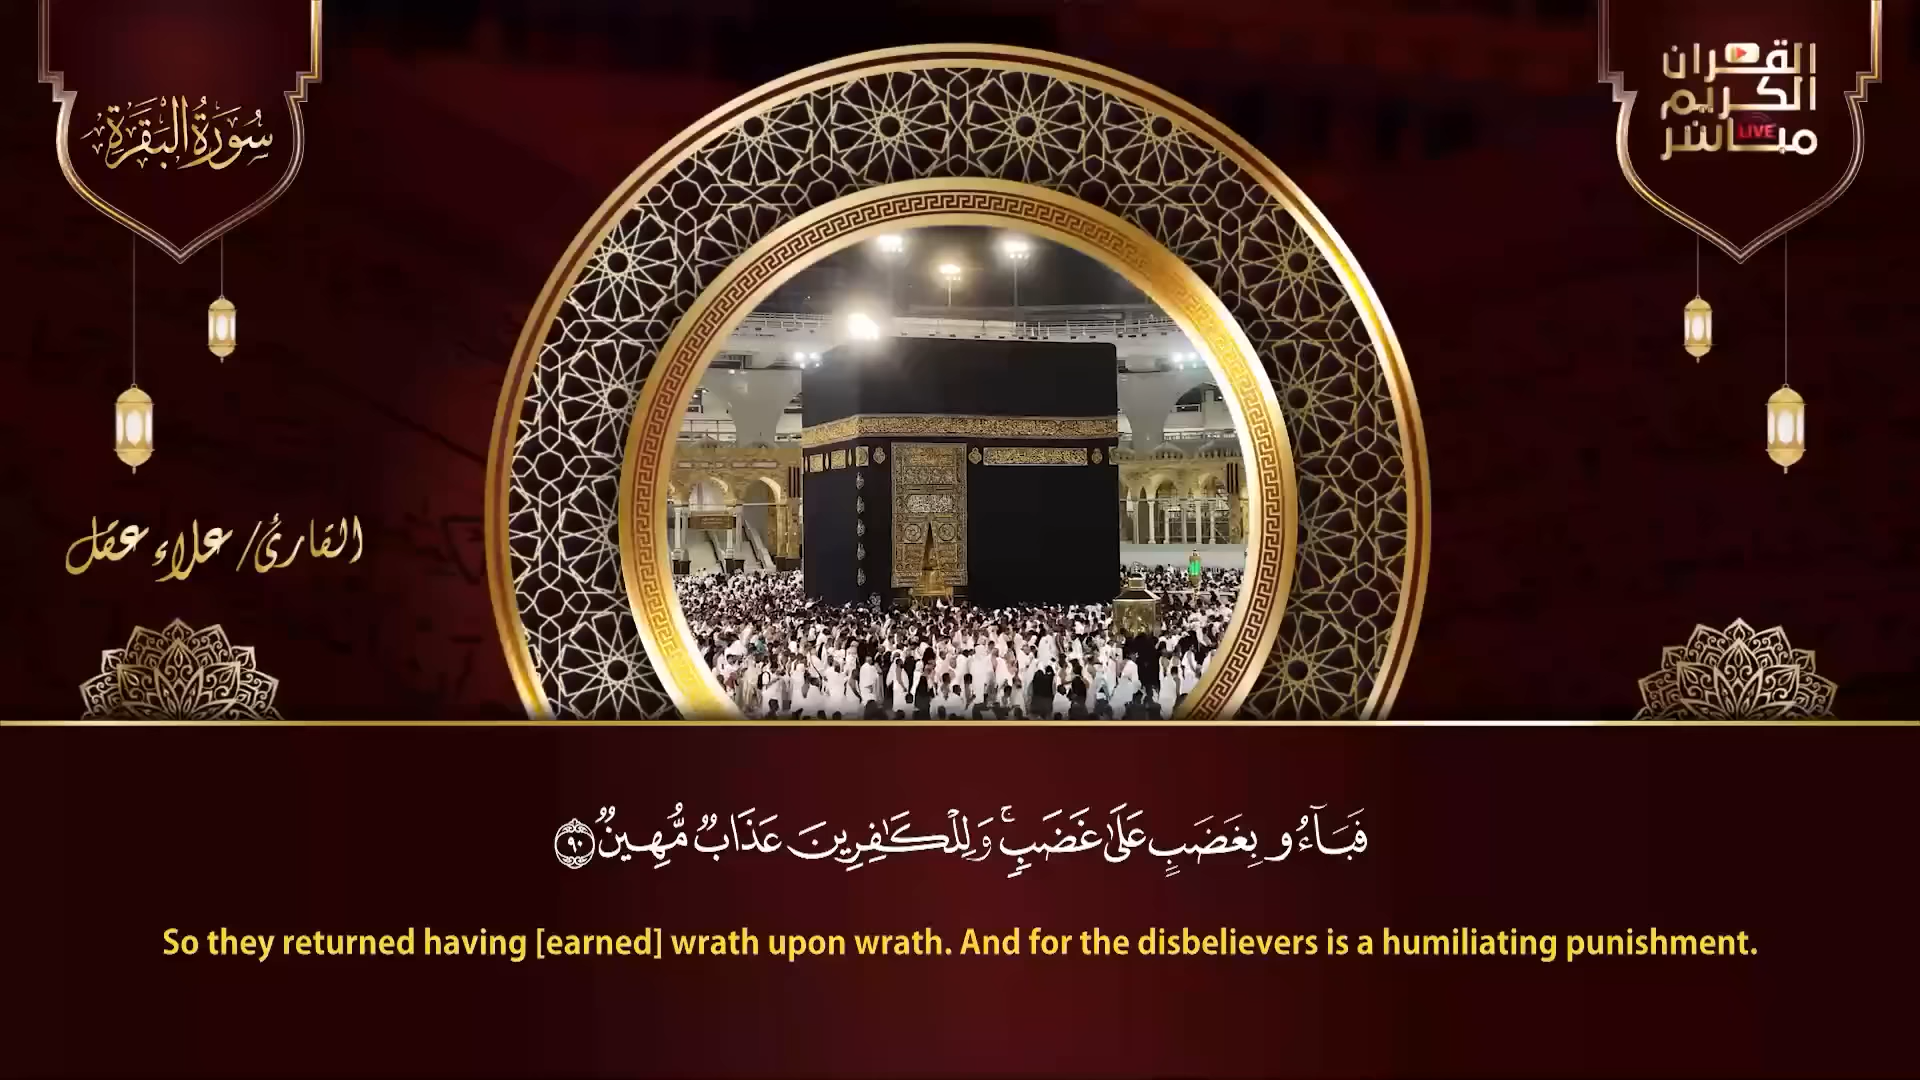 سُورَةُ البَقَرَةِ
القرآن
الكريم
مباشر
LIVE
القارئ/ علاء عقل
فَبَآءُو بِغَضَبٍ عَلَىٰ غَضَبٍۚ وَلِلْكَٰفِرِينَ عَذَابٌ مُّهِينٌ ٩٠
So they returned having [earned] wrath upon wrath. And for the disbelievers is a humiliating punishment.